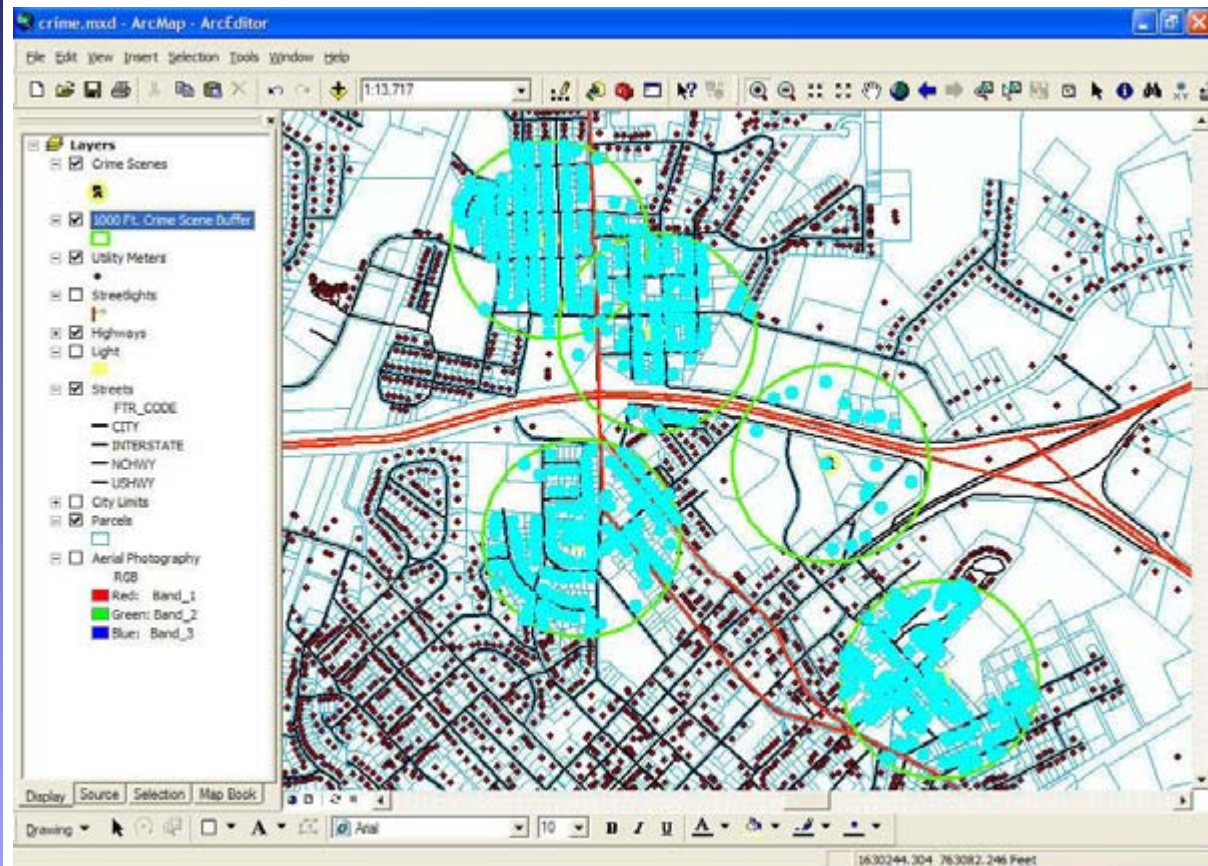 crime.mxd - ArcMap - ArcEditor
File Edit View Insert Selection Tools Window Help
1:13,717
Layers
Crime Scenes
1000 Ft. Crime Scene Buffer
Utility Meters
Streetlights
Highways
Light
Streets
FTR_CODE
CITY
INTERSTATE
NCHWY
USHWY
City Limits
Parcels
Aerial Photography
RGB
Red: Band_1
Green: Band_2
Blue: Band_3
Display Source Selection Map Book
Drawing A Arial 10 B I U A
1630244.304 763082.246 Feet